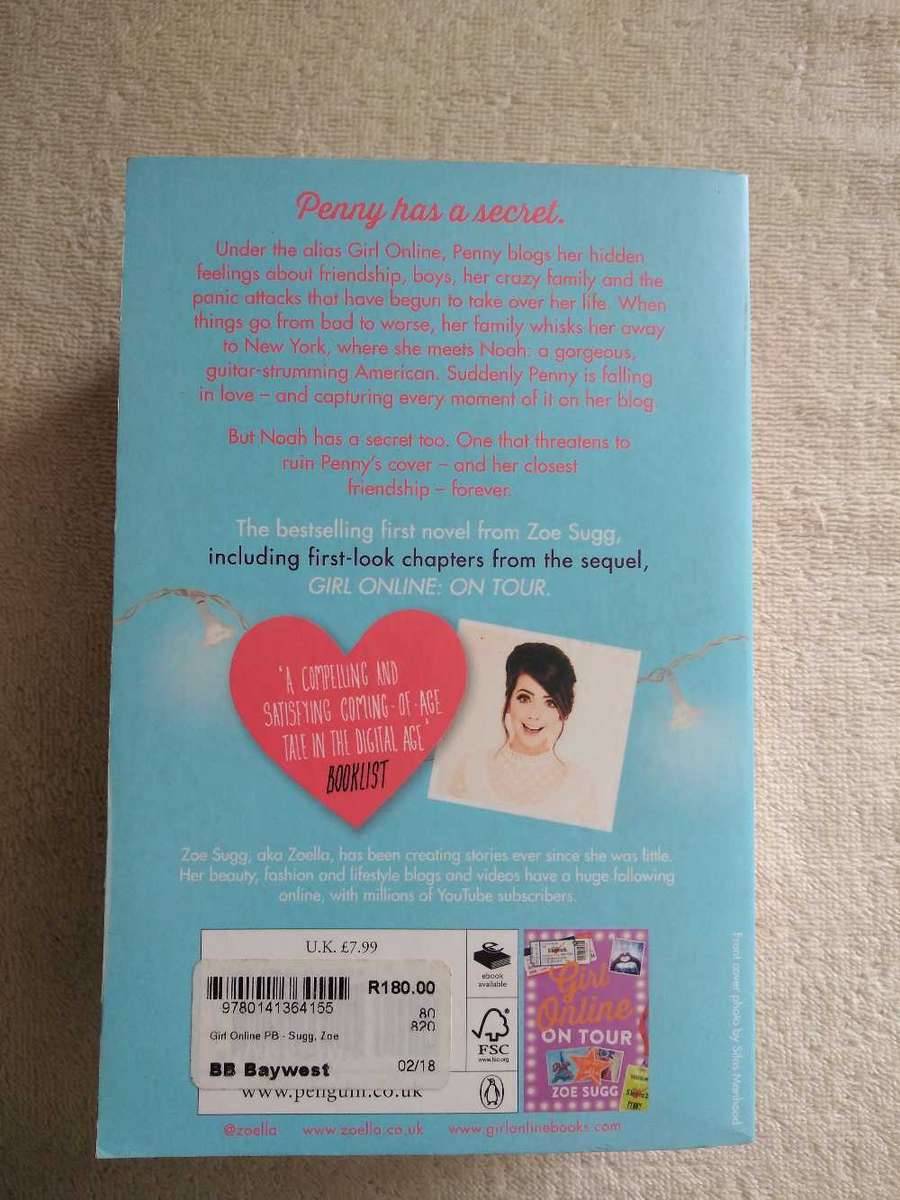 Penny has a secret.
Under the alias Girl Online, Penny blogs her hidden
feelings about friendship, boys, her crazy family and the
panic attacks that have begun to take over her life. When
things go from bad to worse, her family whisks her away
to New York, where she meets Noah: a gorgeous,
guitar-strumming American. Suddenly Penny is falling
in love – and capturing every moment of it on her blog.
But Noah has a secret too. One that threatens to
ruin Penny's cover – and her closest
friendship – forever.
The bestselling first novel from Zoe Sugg,
including first-look chapters from the sequel,
GIRL ONLINE: ON TOUR.
'A COMPELLING AND
SATISFYING COMING-OF-AGE
TALE IN THE DIGITAL AGE'
BOOKLIST
Zoe Sugg, aka Zoella, has been creating stories ever since she was little.
Her beauty, fashion and lifestyle blogs and videos have a huge following
online, with millions of YouTube subscribers.
U.K. £7.99
9780141364155
R180.00
80
820
Girl Online PB - Sugg, Zoe
BB Baywest
02/18
www.penguin.co.uk
ebook
available
FSC
www.fsc.org
Girl
Online
ON TOUR
ZOE SUGG
PENNY
Front cover photo by Silas Manhood
@zoella www.zoella.co.uk www.girlonlinebooks.com